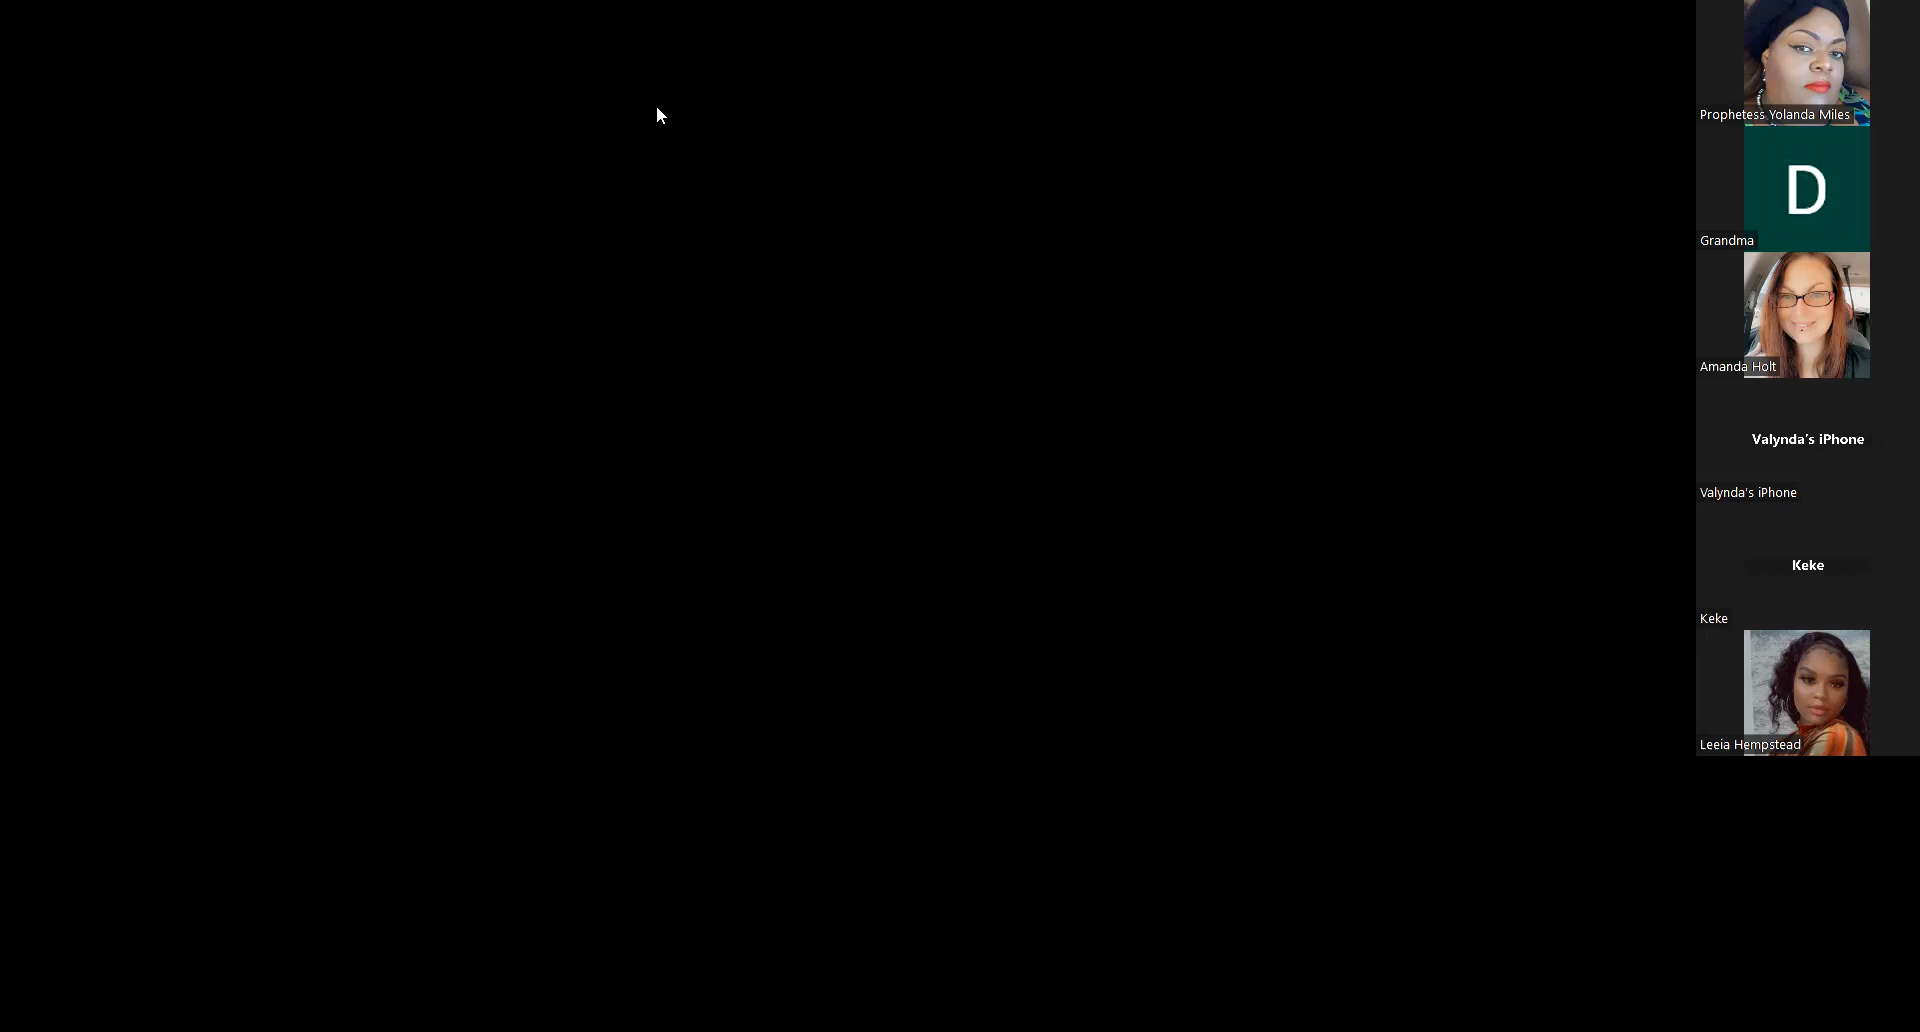 Prophetess Yolanda Miles
D
Grandma
Amanda Holt
Valynda's iPhone
Valynda's iPhone
Keke
Keke
Leeia Hempstead